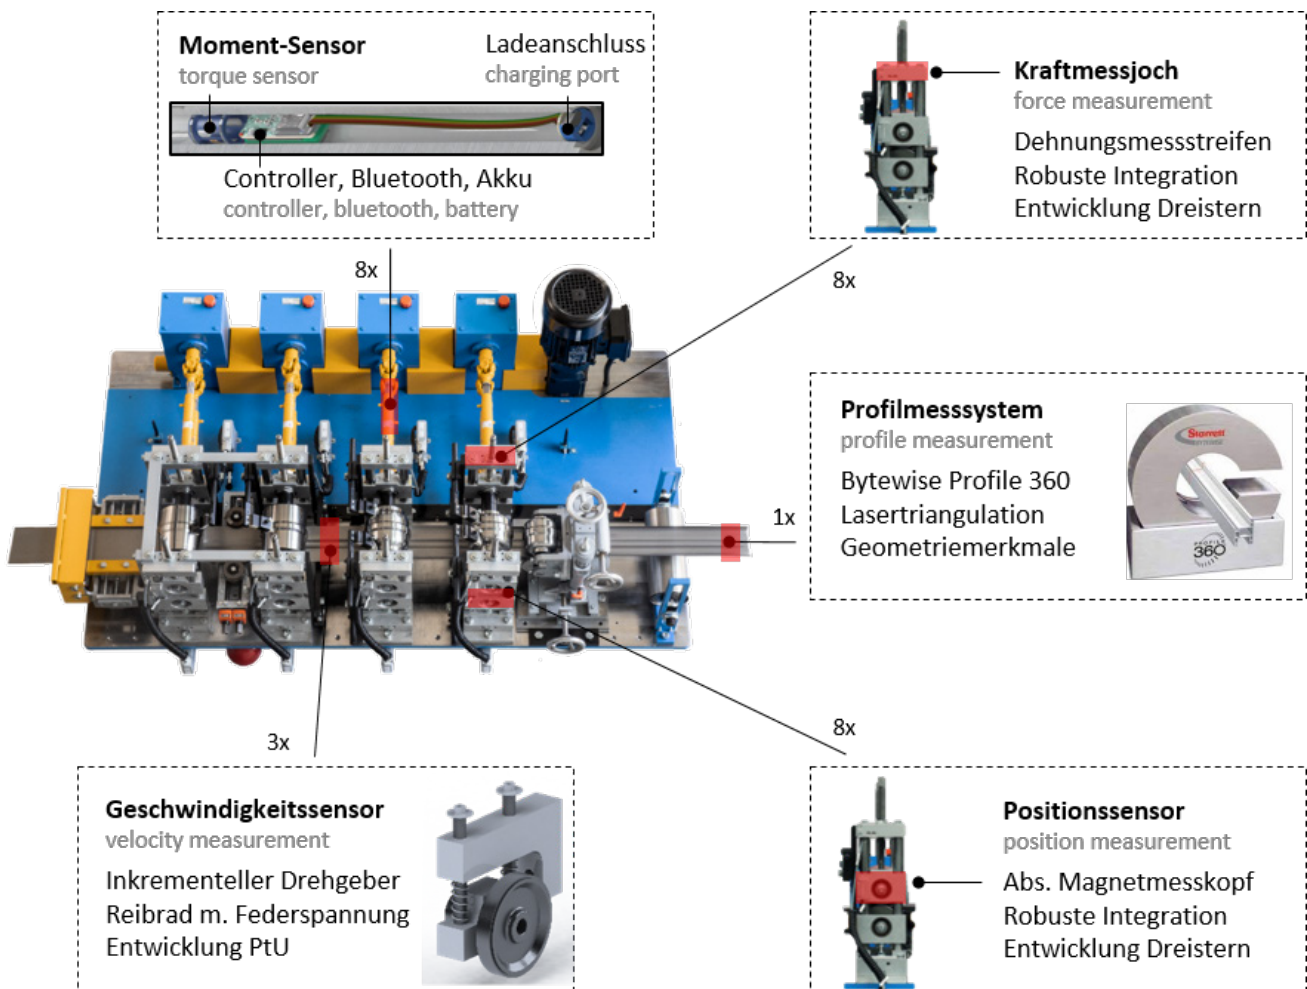 Moment-Sensor
torque sensor
Ladeanschluss
charging port
Controller, Bluetooth, Akku
controller, bluetooth, battery
8x
Kraftmessjoch
force measurement
Dehnungsmessstreifen
Robuste Integration
Entwicklung Dreistern
8x
Profilmesssystem
profile measurement
Bytewise Profile 360
Lasertriangulation
Geometriemerkmale
Starrett
PROFILE
360
1x
3x
Geschwindigkeitssensor
velocity measurement
Inkrementeller Drehgeber
Reibrad m. Federspannung
Entwicklung PtU
8x
Positionssensor
position measurement
Abs. Magnetmesskopf
Robuste Integration
Entwicklung Dreistern